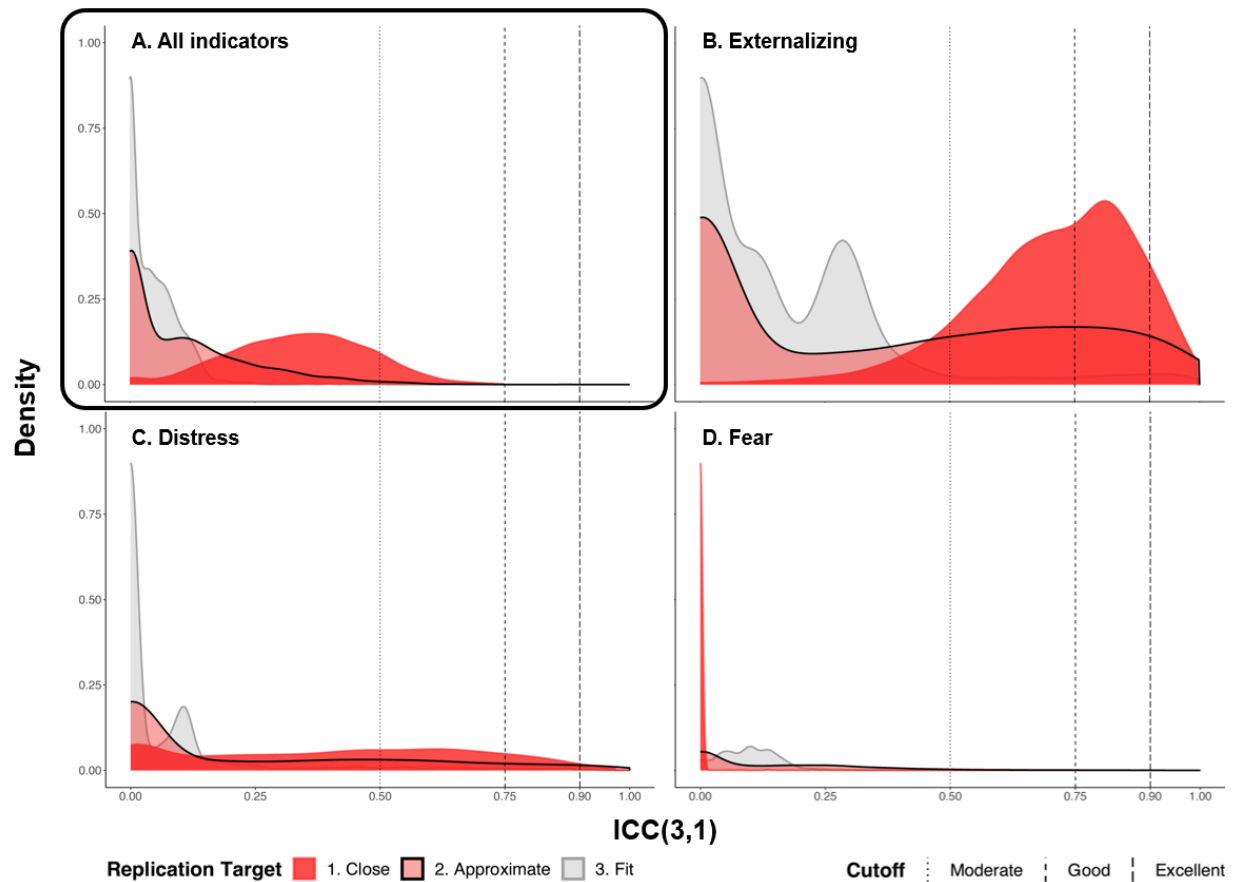 A. All indicators
B. Externalizing
1.00
0.75
0.50
0.25
0.00
Density
C. Distress
D. Fear
1.00
0.75
0.50
0.25
0.00
0.00 0.25 0.50 0.75 0.90 1.00
0.00 0.25 0.50 0.75 0.90 1.00
ICC(3,1)
Replication Target 1. Close 2. Approximate 3. Fit
Cutoff Moderate Good Excellent